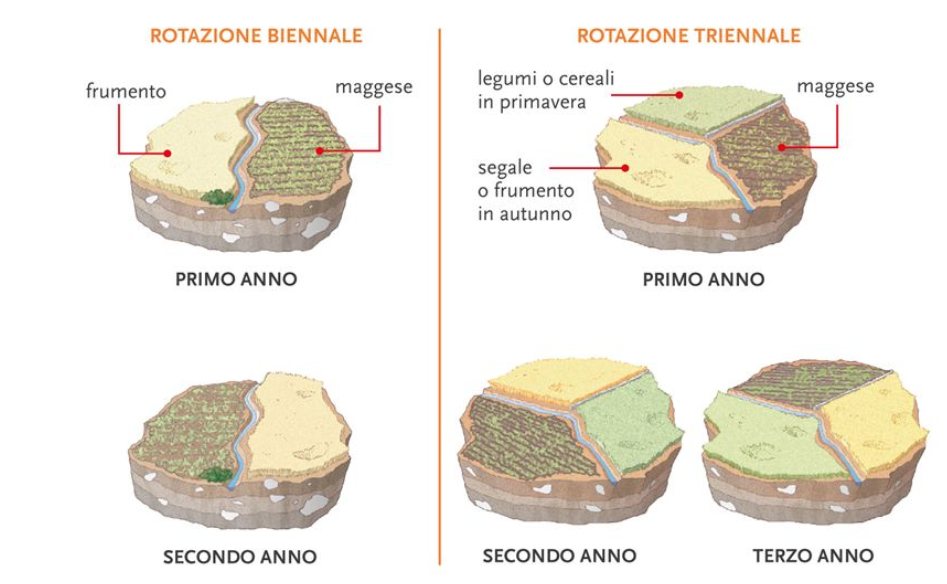 ROTAZIONE BIENNALE
frumento
maggese
PRIMO ANNO
SECONDO ANNO
ROTAZIONE TRIENNALE
legumi o cereali
in primavera
maggese
segale
o frumento
in autunno
PRIMO ANNO
SECONDO ANNO
TERZO ANNO